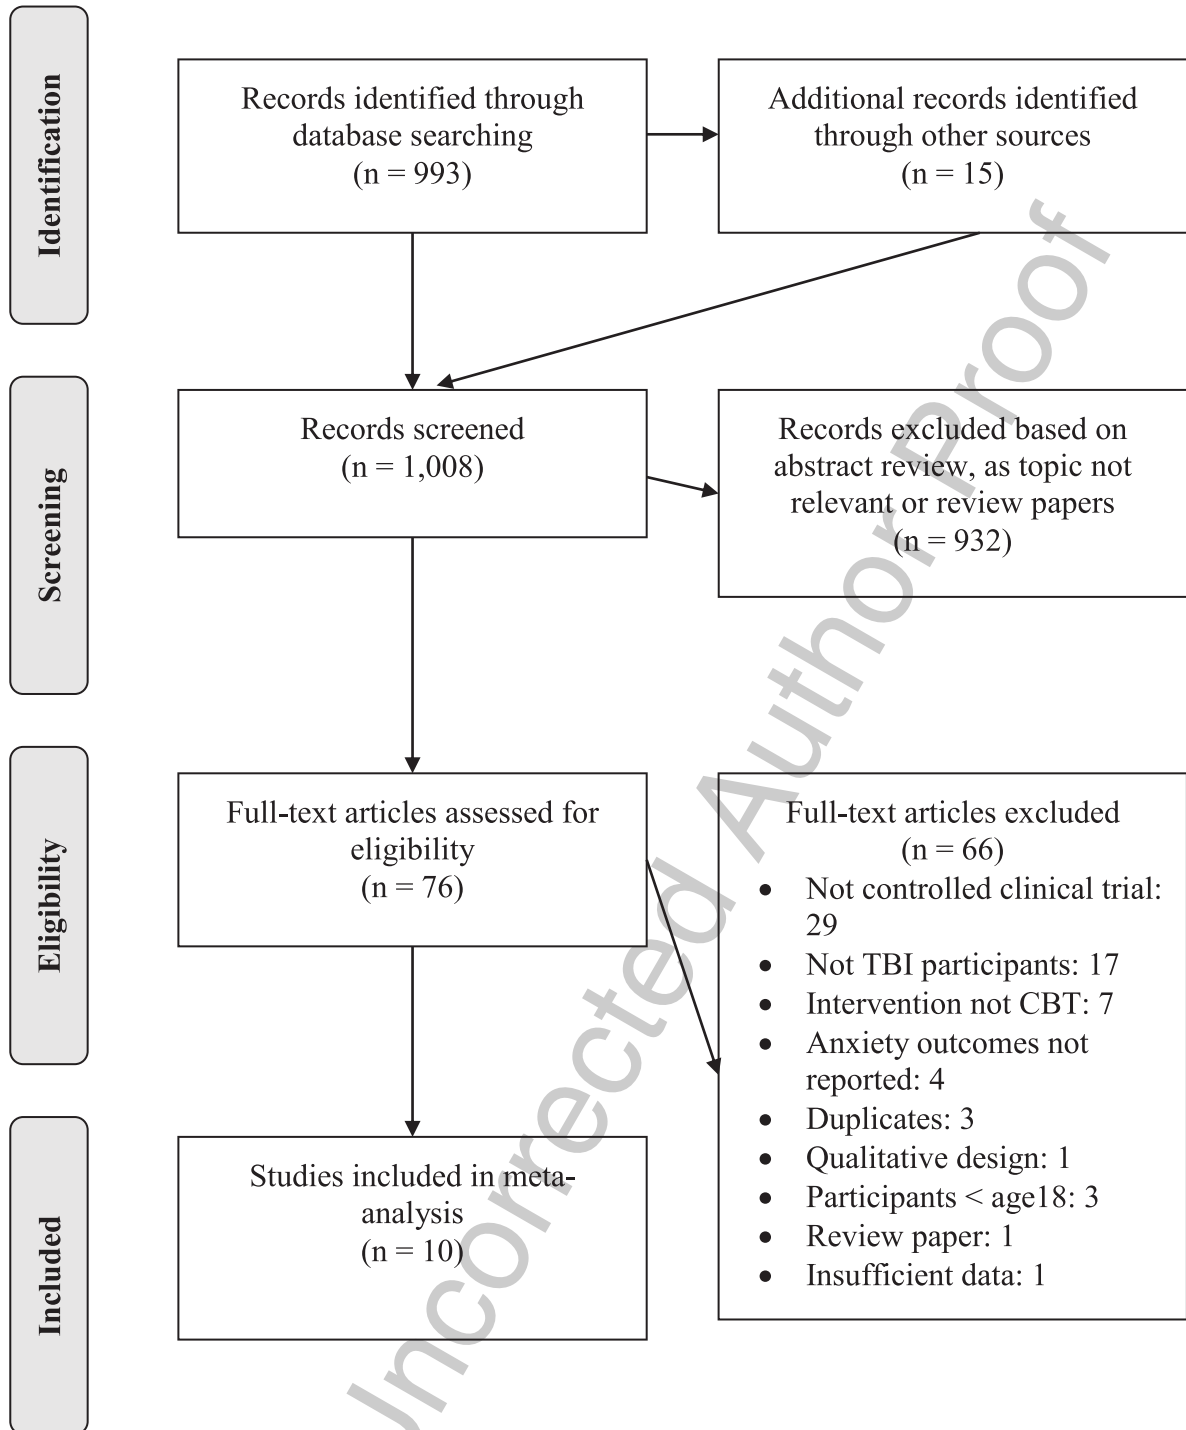 Identification
Records identified through
database searching
(n = 993)
Additional records identified
through other sources
(n = 15)
Screening
Records screened
(n = 1,008)
Records excluded based on
abstract review, as topic not
relevant or review papers
(n = 932)
Eligibility
Full-text articles assessed for
eligibility
(n = 76)
Full-text articles excluded
(n = 66)
• Not controlled clinical trial:
29
• Not TBI participants: 17
• Intervention not CBT: 7
• Anxiety outcomes not
reported: 4
• Duplicates: 3
• Qualitative design: 1
• Participants < age18: 3
• Review paper: 1
• Insufficient data: 1
Included
Studies included in meta-
analysis
(n = 10)
Uncorrected Author Proof